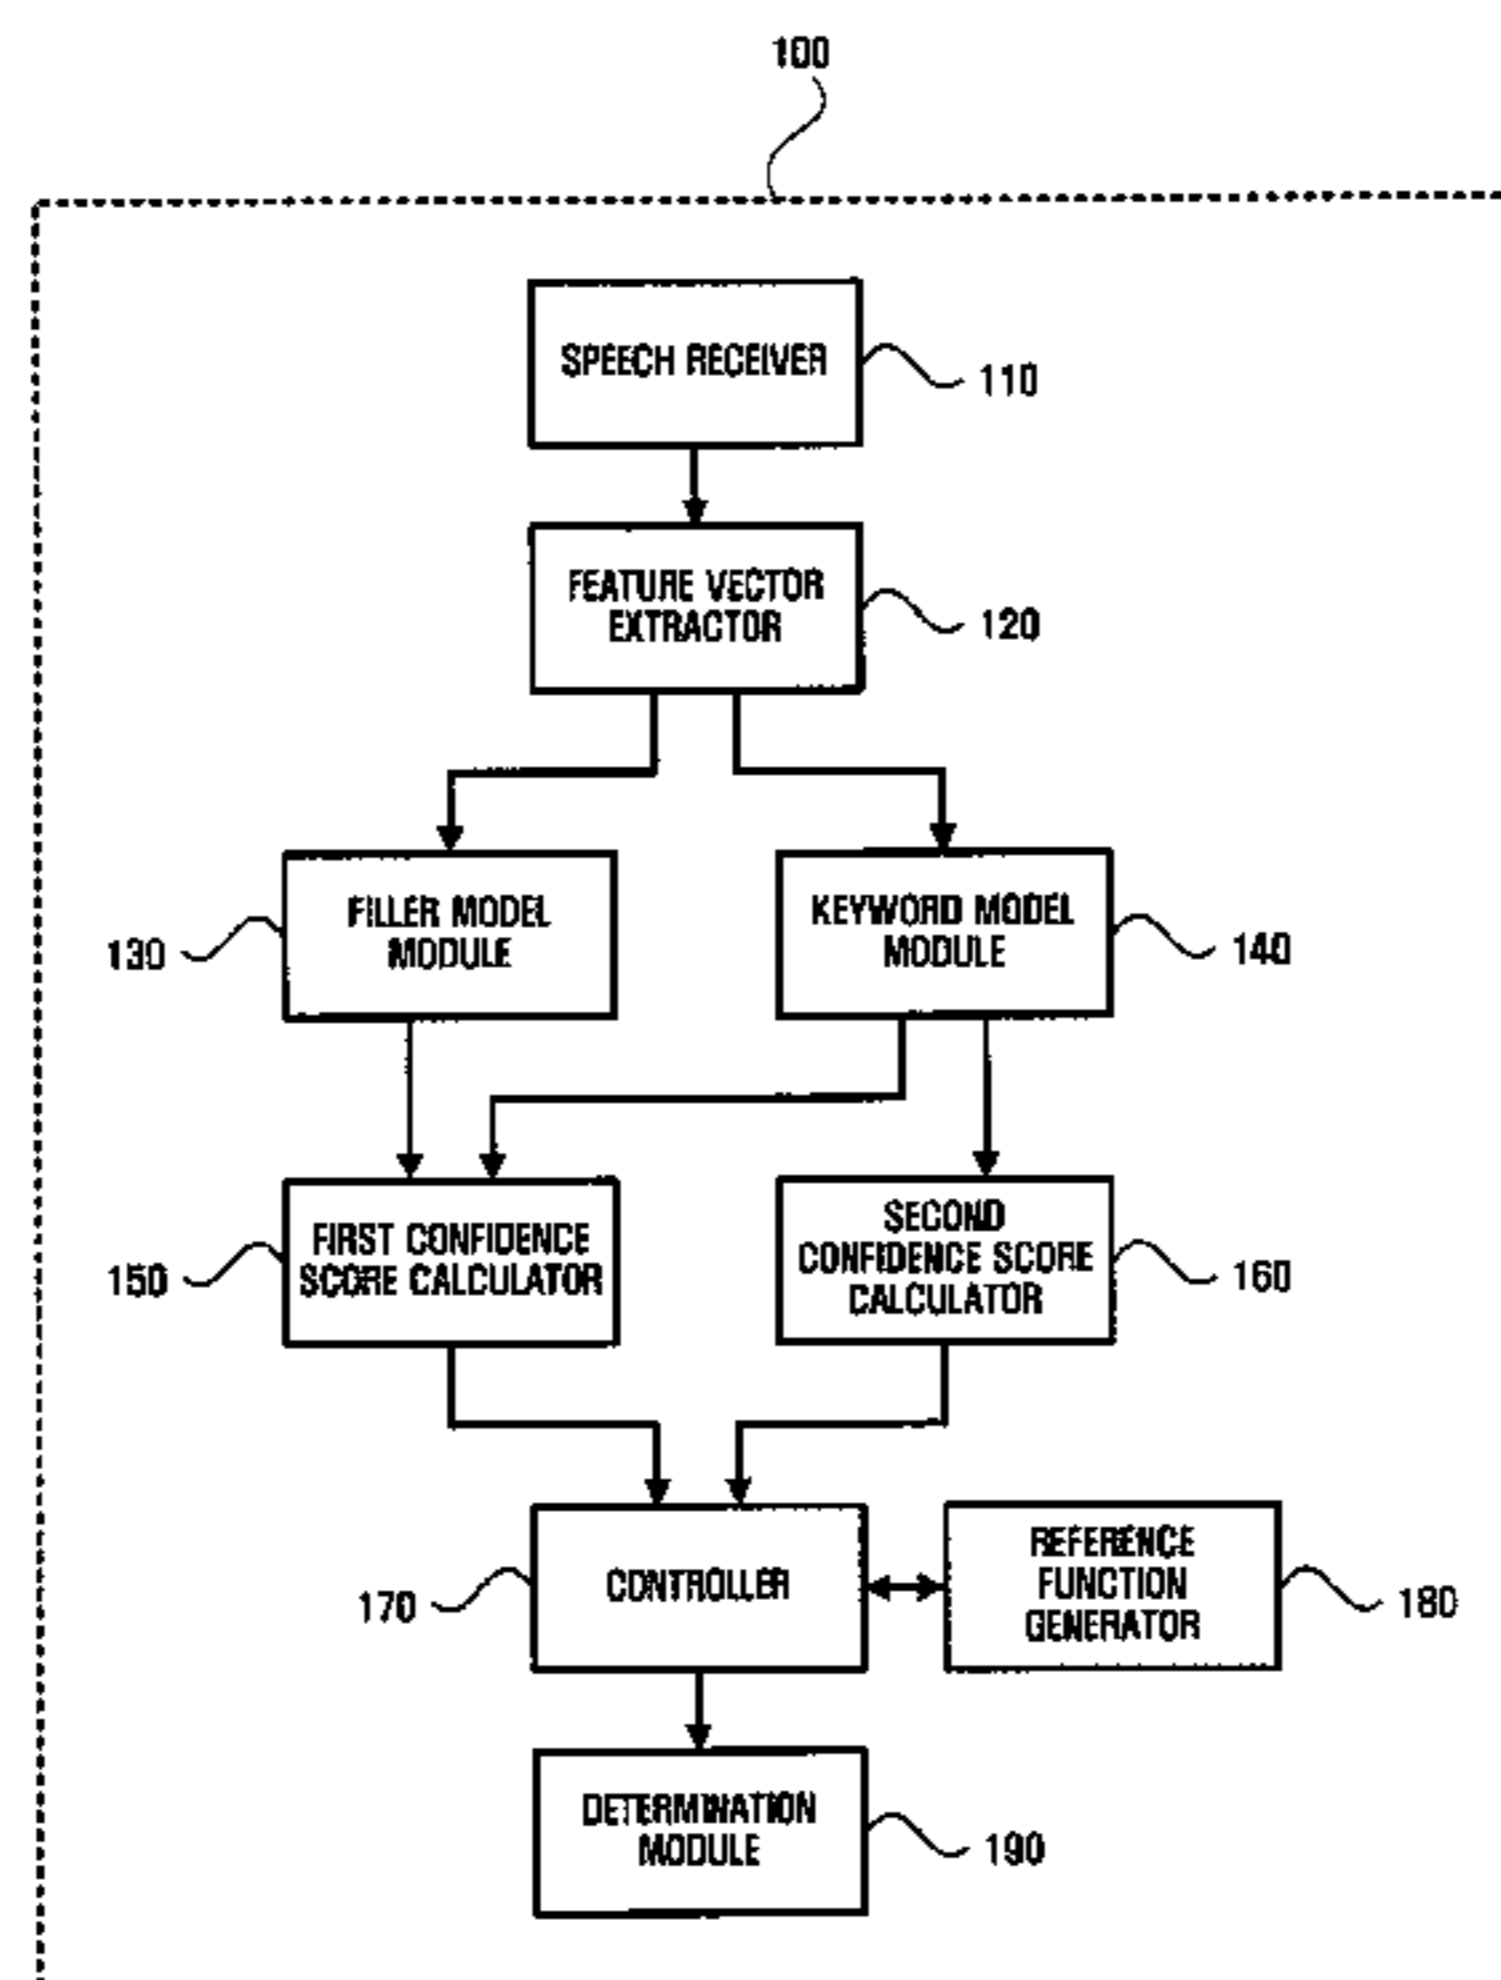 100
SPEECH RECEIVER
110
FEATURE VECTOR
EXTRACTOR
120
FILLER MODEL
MODULE
130
KEYWORD MODEL
MODULE
140
FIRST CONFIDENCE
SCORE CALCULATOR
150
SECOND
CONFIDENCE SCORE
CALCULATOR
160
CONTROLLER
170
REFERENCE
FUNCTION
GENERATOR
180
DETERMINATION
MODULE
190